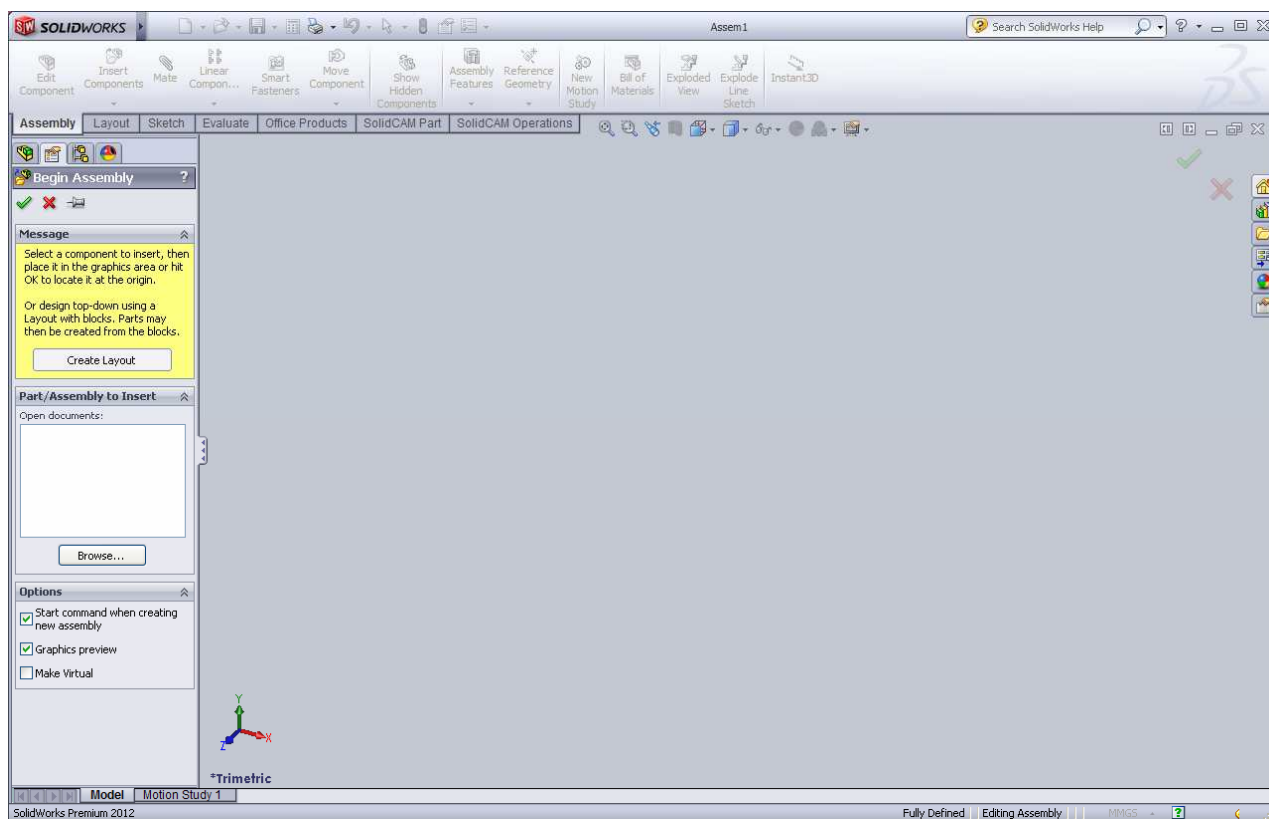 SW SOLIDWORKS
Assem1
Search SolidWorks Help
?
Edit Component
Insert Components
Mate
Linear Compon...
Smart Fasteners
Move Component
Show Hidden Components
Assembly Features
Reference Geometry
New Motion Study
Bill of Materials
Exploded View
Explode Line Sketch
Instant3D
Assembly Layout Sketch Evaluate Office Products SolidCAM Part SolidCAM Operations
Begin Assembly ?
Message
Select a component to insert, then
place it in the graphics area or hit
OK to locate it at the origin.
Or design top-down using a
Layout with blocks. Parts may
then be created from the blocks.
Create Layout
Part/Assembly to Insert
Open documents:
Browse...
Options
Start command when creating
new assembly
Graphics preview
Make Virtual
Y
X
Z
*Trimetric
Model Motion Study 1
SolidWorks Premium 2012 Fully Defined Editing Assembly MMGS ?